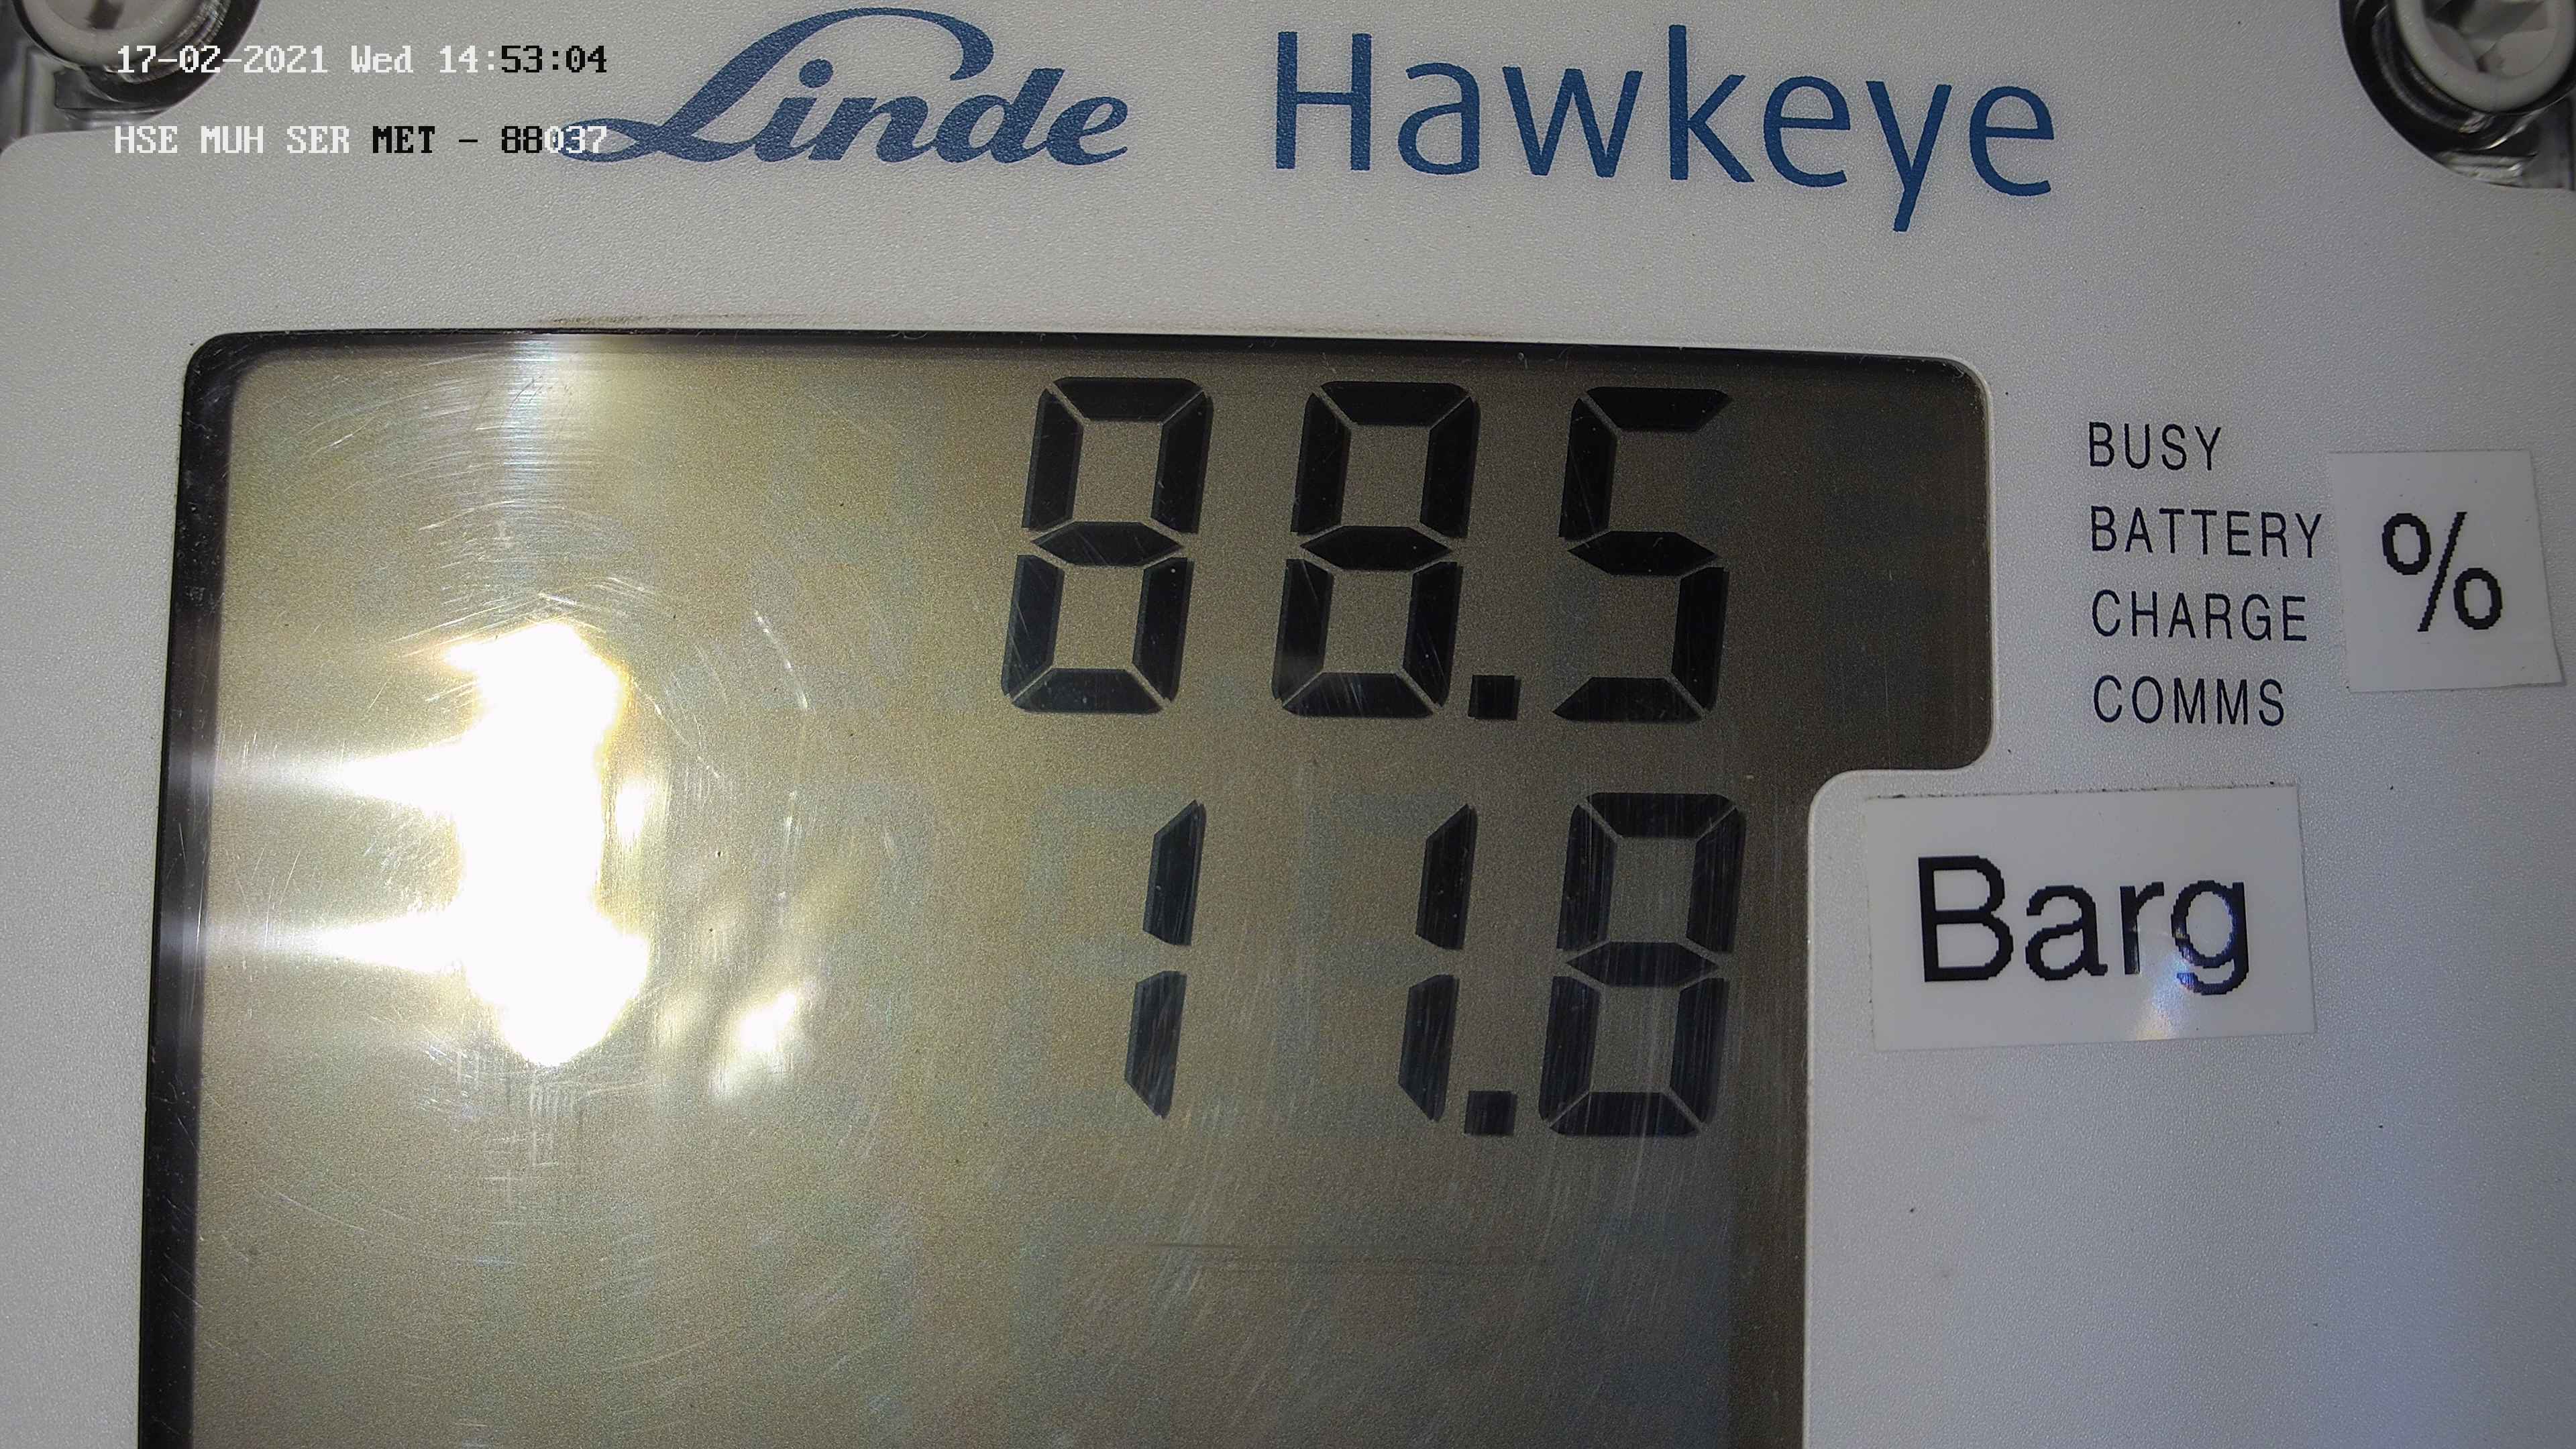 17-02-2021 Wed 14:53:04
HSE MUH SER MET - 88037
Linde Hawkeye
88.5
BUSY
BATTERY
CHARGE
COMMS
%
11.8
Barg